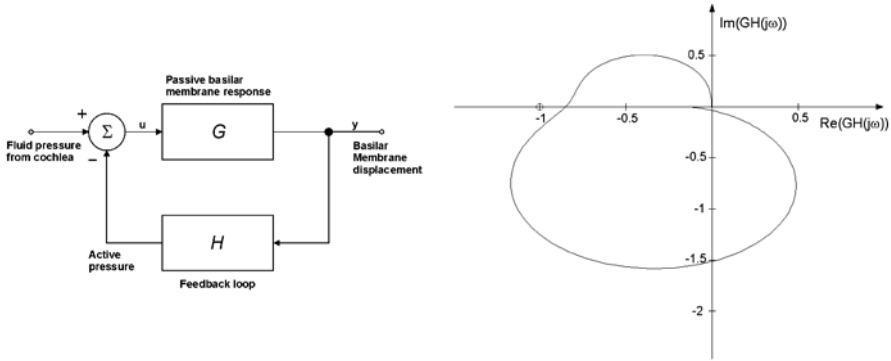 Passive basilar
membrane response
+
Σ
u
G
y
Fluid pressure
from cochlea
−
Basilar
Membrane
displacement
H
Active
pressure
Feedback loop
Im(GH(jω))
0.5
-1
-0.5
0
0.5
Re(GH(jω))
-0.5
-1
-1.5
-2